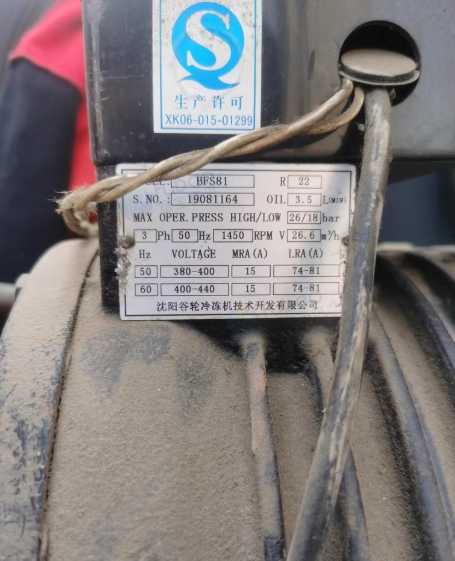 生产许可
XK06-015-01299
BFS81 R 22
S.NO.: 19081164 OIL 3.5 L(MIN)
MAX OPER.PRESS HIGH/LOW 26/18 bar
3 Ph 50 Hz 1450 RPM V 26.6 m³/h
Hz VOLTAGE MRA(A) LRA(A)
50 380-400 15 74-81
60 400-440 15 74-81
沈阳谷轮冷冻机技术开发有限公司